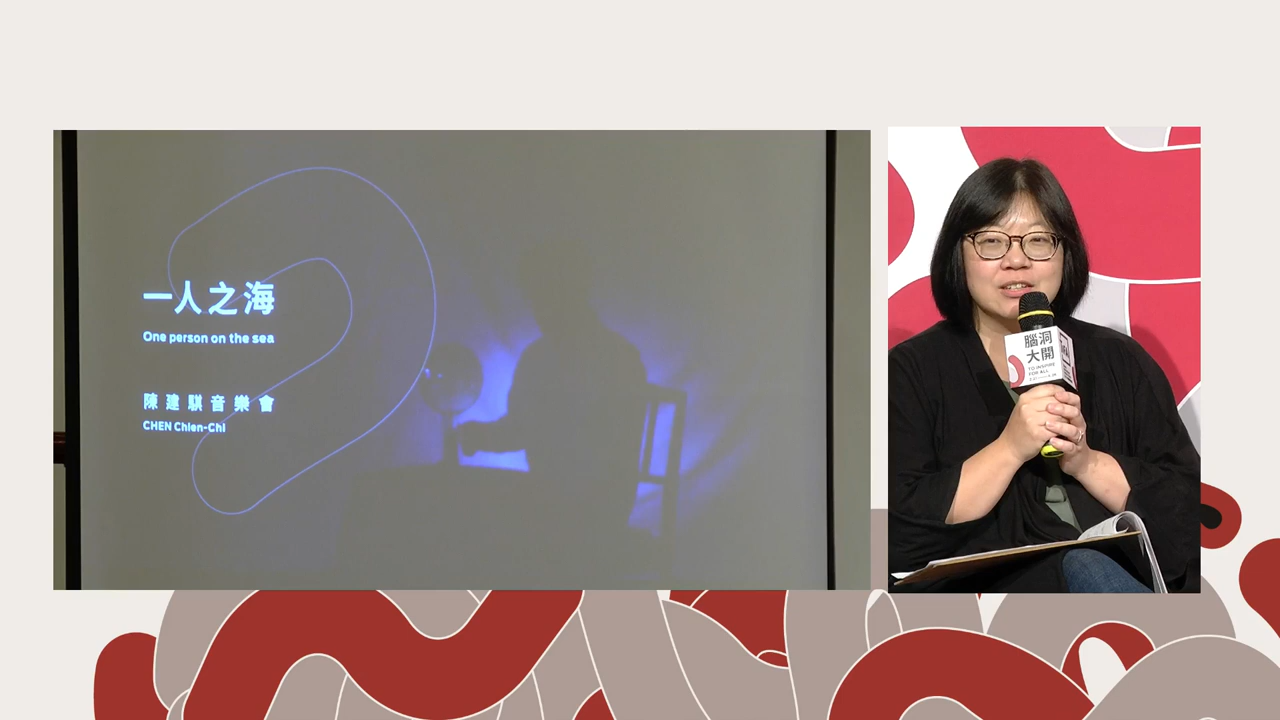 一人之海
One person on the sea
陳建騏音樂會
CHEN Chien-Chi
腦洞
大開
TO INSPIRE
FOR ALL